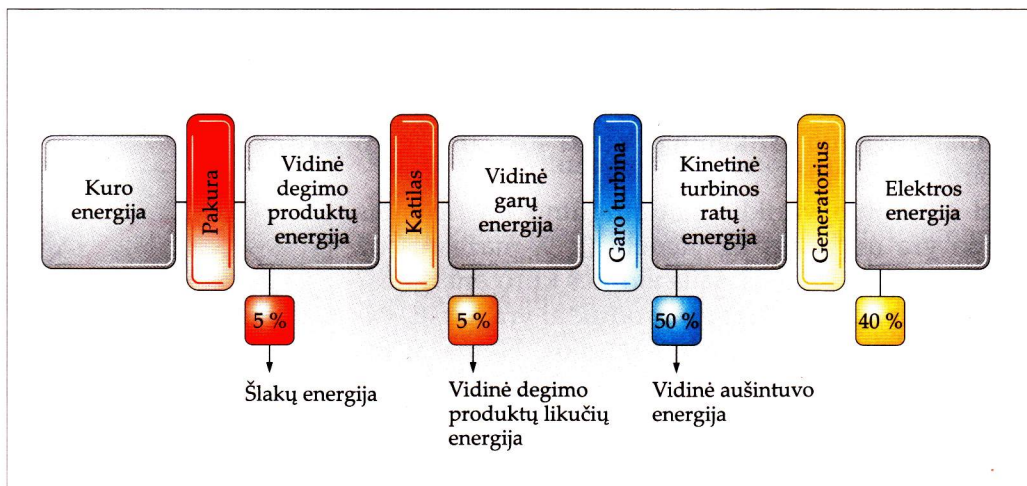 Kuro
energija
Pakura
Vidinė
degimo
produktų
energija
Katilas
Vidinė
garų
energija
Garo turbina
Kinetinė
turbinos
ratų
energija
Generatorius
Elektros
energija
5 %
5 %
50 %
40 %
Šlakų energija
Vidinė degimo
produktų likučių
energija
Vidinė aušintuvo
energija